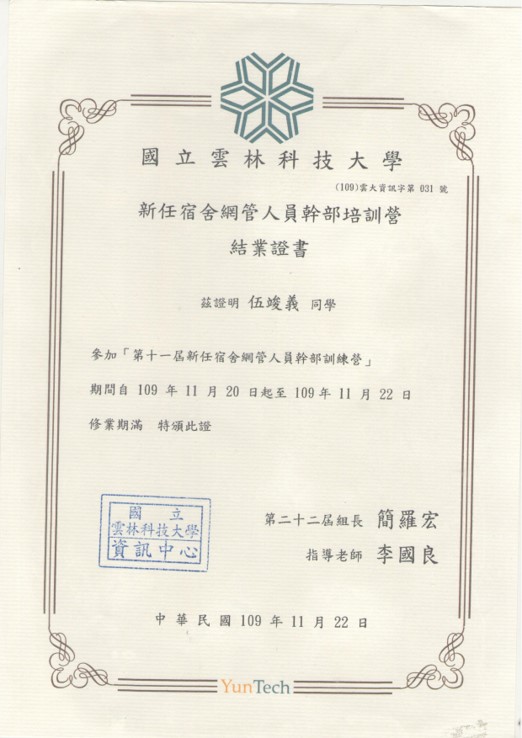 國立雲林科技大學
(109)雲大資訊字第 031 號
新任宿舍網管人員幹部培訓營
結業證書
茲證明 伍竣義 同學
參加「第十一屆新任宿舍網管人員幹部訓練營」
期間自 109 年 11 月 20 日起至 109 年 11 月 22 日
修業期滿 特頒此證
國立
雲林科技大學
資訊中心
第二十二屆組長 簡羅宏
指導老師 李國良
中華民國 109 年 11 月 22 日
YunTech